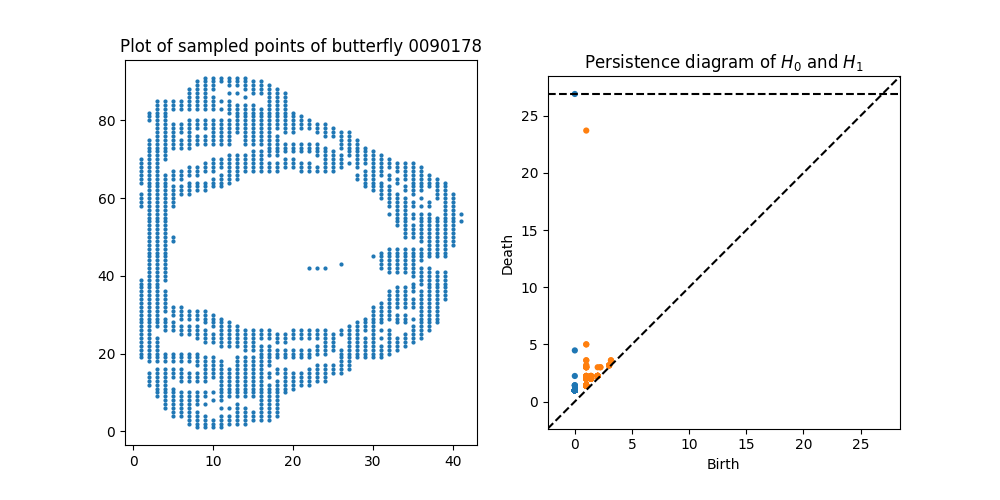 Plot of sampled points of butterfly 0090178
80
60
40
20
0
0 10 20 30 40
Persistence diagram of H₀ and H₁
Death
25
20
15
10
5
0
0 5 10 15 20 25
Birth